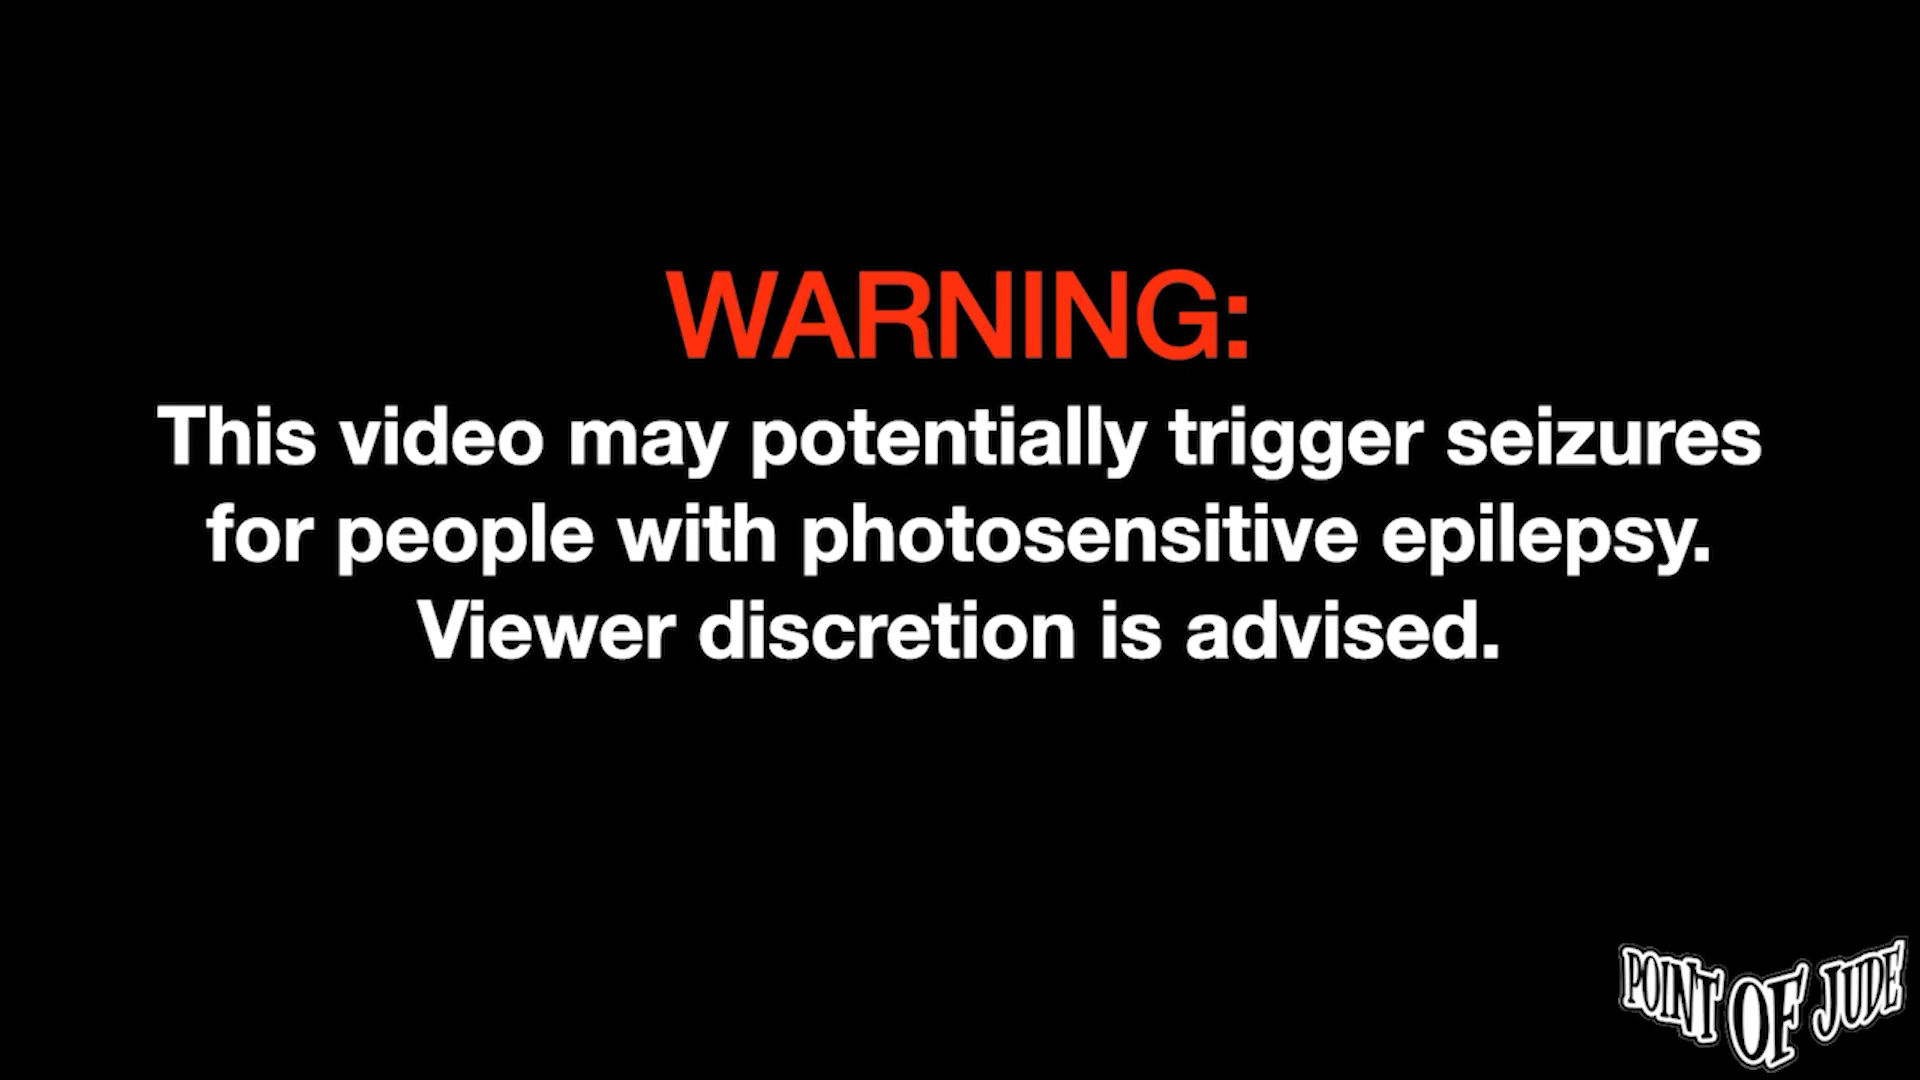 WARNING:
This video may potentially trigger seizures
for people with photosensitive epilepsy.
Viewer discretion is advised.
POINT OF JUDE